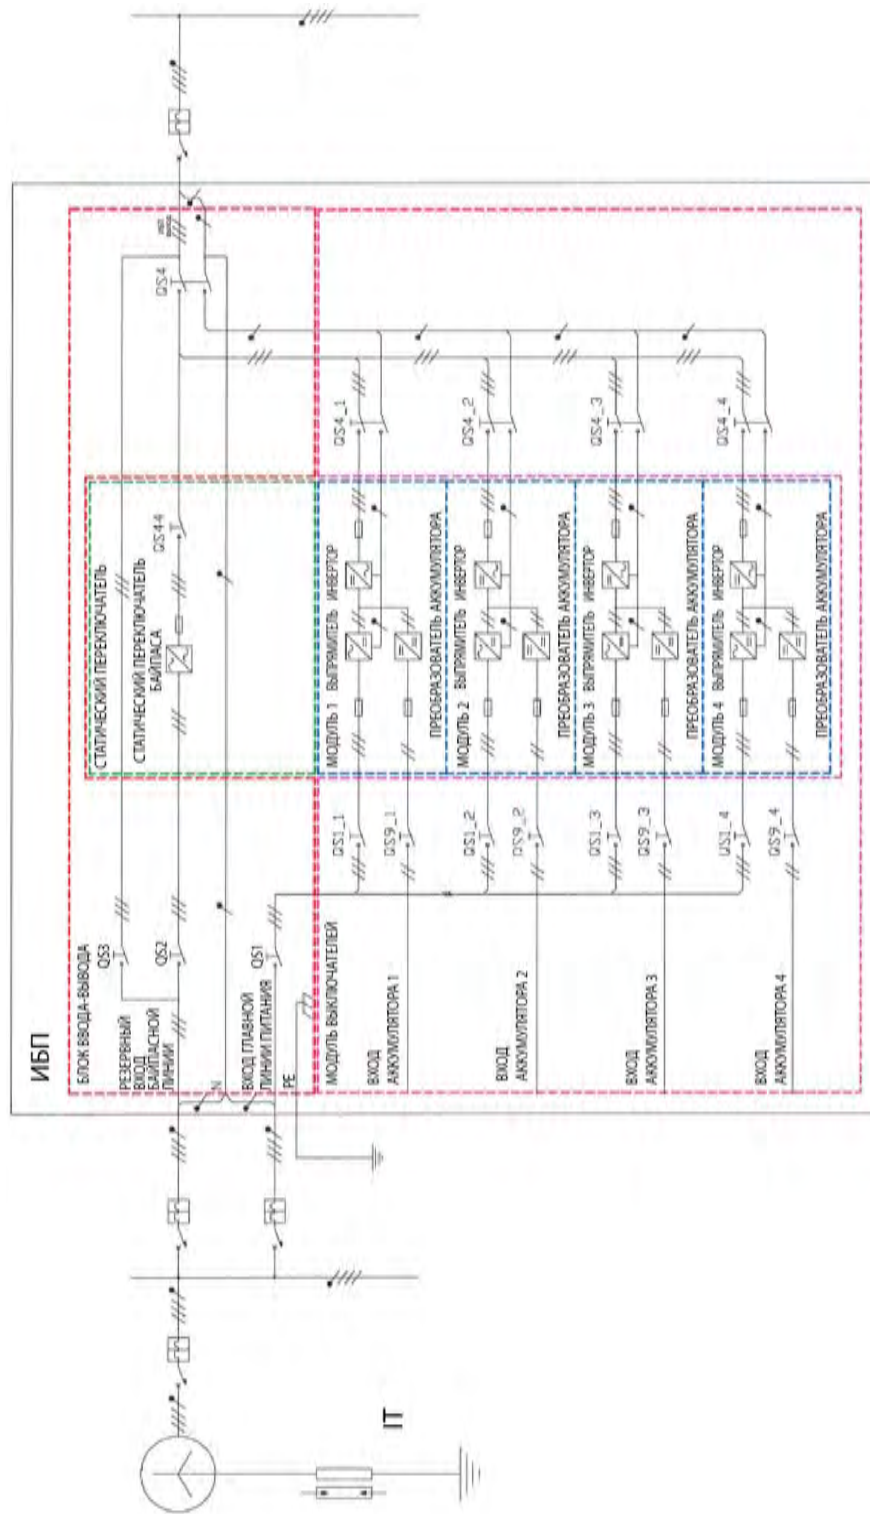 ИБП
БЛОК ВВОДА-ВЫВОДА
РЕЗЕРВНЫЙ
ВХОД
БАЙПАСНОЙ
ЛИНИИ
N
ВХОД ГЛАВНОЙ
ЛИНИИ ПИТАНИЯ
PE
QS3
QS2
QS1
СТАТИЧЕСКИЙ ПЕРЕКЛЮЧАТЕЛЬ
СТАТИЧЕСКИЙ ПЕРЕКЛЮЧАТЕЛЬ
БАЙПАСА
QS44
QS4
МОДУЛЬ ВЫКЛЮЧАТЕЛЕЙ
ВХОД
АККУМУЛЯТОРА 1
QS1_1
QS9_1
МОДУЛЬ 1 ВЫПРЯМИТЕЛЬ ИНВЕРТОР
ПРЕОБРАЗОВАТЕЛЬ АККУМУЛЯТОРА
QS4_1
ВХОД
АККУМУЛЯТОРА 2
QS1_2
QS9_2
МОДУЛЬ 2 ВЫПРЯМИТЕЛЬ ИНВЕРТОР
ПРЕОБРАЗОВАТЕЛЬ АККУМУЛЯТОРА
QS4_2
ВХОД
АККУМУЛЯТОРА 3
QS1_3
QS9_3
МОДУЛЬ 3 ВЫПРЯМИТЕЛЬ ИНВЕРТОР
ПРЕОБРАЗОВАТЕЛЬ АККУМУЛЯТОРА
QS4_3
ВХОД
АККУМУЛЯТОРА 4
QS1_4
QS9_4
МОДУЛЬ 4 ВЫПРЯМИТЕЛЬ ИНВЕРТОР
ПРЕОБРАЗОВАТЕЛЬ АККУМУЛЯТОРА
QS4_4
IT